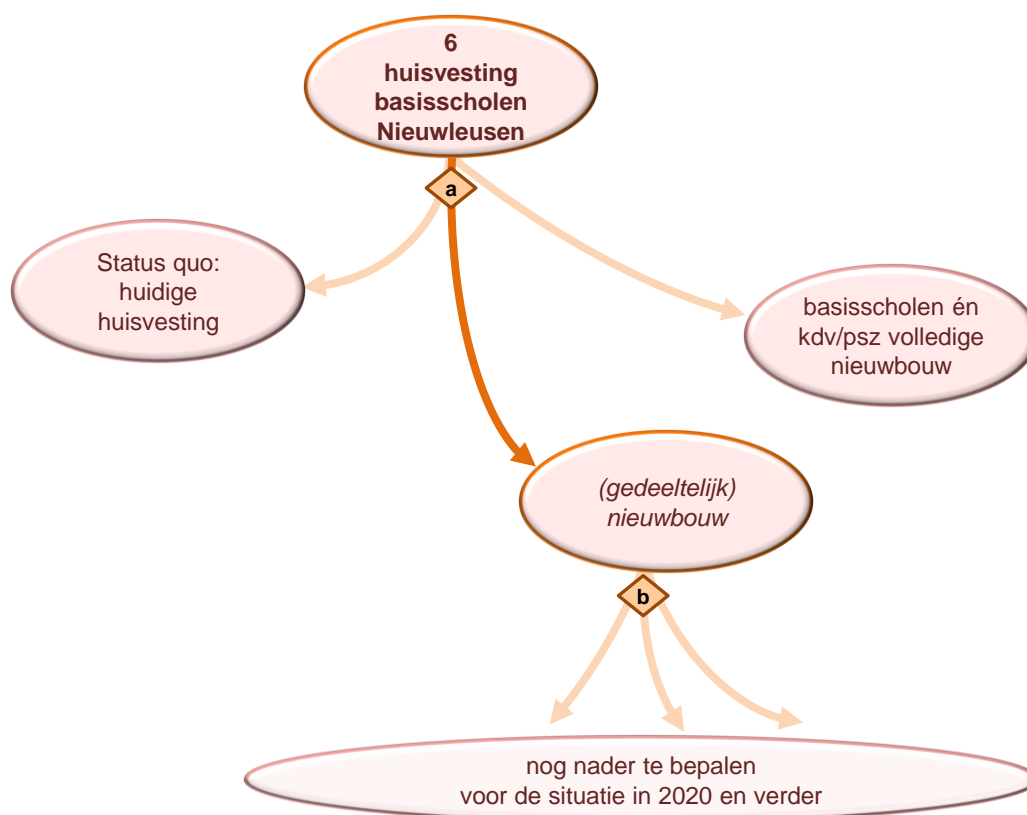 6
huisvesting
basisscholen
Nieuwleusen
a
Status quo:
huidige
huisvesting
basisscholen én
kdv/psz volledige
nieuwbouw
(gedeeltelijk)
nieuwbouw
b
nog nader te bepalen
voor de situatie in 2020 en verder